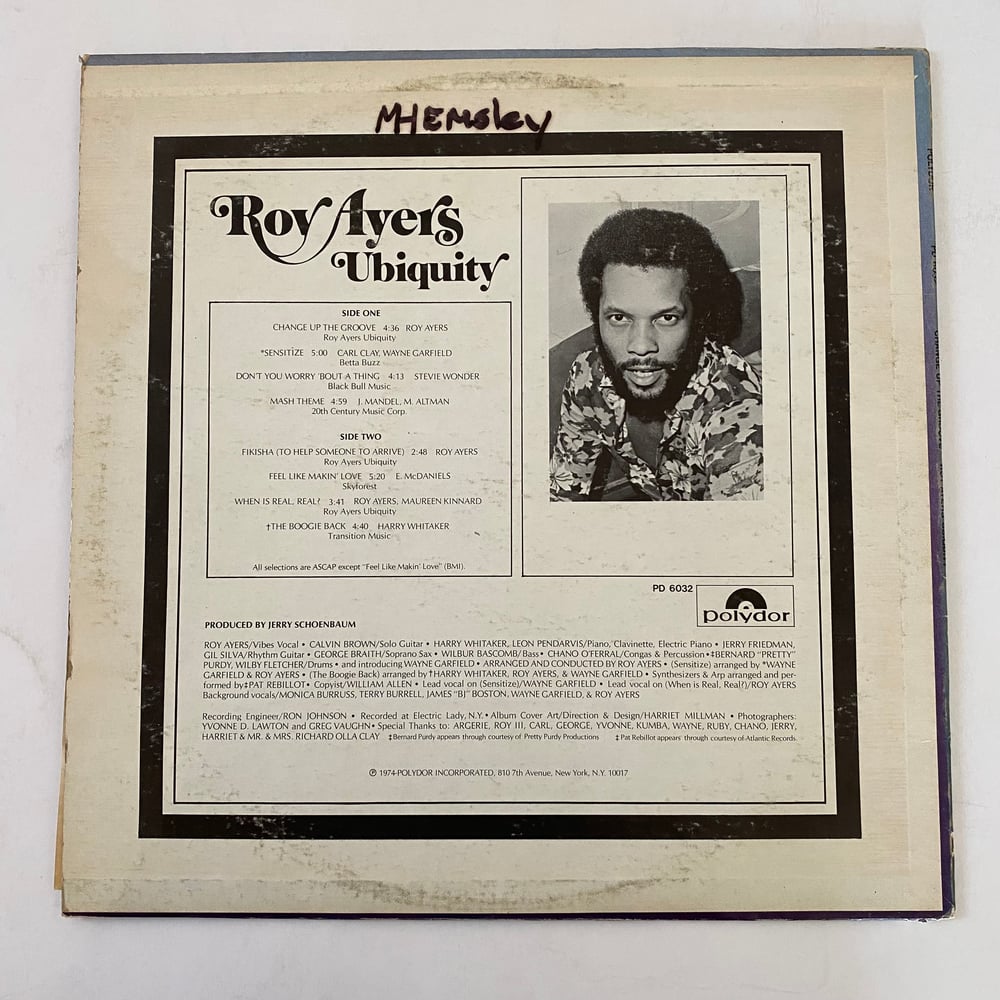 MHEmsley
Roy Ayers
Ubiquity
SIDE ONE
CHANGE UP THE GROOVE 4:36 ROY AYERS
Roy Ayers Ubiquity
*SENSITIZE 5:00 CARL CLAY, WAYNE GARFIELD
Betta Buzz
DON'T YOU WORRY 'BOUT A THING 4:13 STEVIE WONDER
Black Bull Music
MASH THEME 4:59 J. MANDEL, M. ALTMAN
20th Century Music Corp.
SIDE TWO
FIKISHA (TO HELP SOMEONE TO ARRIVE) 2:48 ROY AYERS
Roy Ayers Ubiquity
FEEL LIKE MAKIN' LOVE 5:20 E. McDANIELS
Skyforest
WHEN IS REAL, REAL? 3:41 ROY AYERS, MAUREEN KINNARD
Roy Ayers Ubiquity
†THE BOOGIE BACK 4:40 HARRY WHITAKER
Transition Music
All selections are ASCAP except "Feel Like Makin' Love" (BMI).
PD 6032
polydor
PRODUCED BY JERRY SCHOENBAUM
ROY AYERS/Vibes Vocal • CALVIN BROWN/Solo Guitar • HARRY WHITAKER, LEON PENDARVIS/Piano, Clavinette, Electric Piano • JERRY FRIEDMAN,
GIL SILVA/Rhythm Guitar • GEORGE BRAITH/Soprano Sax • WILBUR BASCOMB/Bass • CHANO O'FERRAL/Congas & Percussion • ‡BERNARD "PRETTY"
PURDY, WILBY FLETCHER/Drums • and introducing WAYNE GARFIELD • ARRANGED AND CONDUCTED BY ROY AYERS • (Sensitize) arranged by *WAYNE
GARFIELD & ROY AYERS • (The Boogie Back) arranged by †HARRY WHITAKER, ROY AYERS, & WAYNE GARFIELD • Synthesizers & Arp arranged and per-
formed by ‡PAT REBILLOT • Copyist/WILLIAM ALLEN • Lead vocal on (Sensitize)/WAYNE GARFIELD • Lead vocal on (When is Real, Real?)/ROY AYERS
Background vocals/MONICA BURRUSS, TERRY BURRELL, JAMES "BJ" BOSTON, WAYNE GARFIELD, & ROY AYERS
Recording Engineer/RON JOHNSON • Recorded at Electric Lady, N.Y. • Album Cover Art/Direction & Design/HARRIET MILLMAN • Photographers:
YVONNE D. LAWTON and GREG VAUGHN • Special Thanks to: ARGERIE, ROY III, CARL, GEORGE, YVONNE, KUMBA, WAYNE, RUBY, CHANO, JERRY,
HARRIET & MR. & MRS. RICHARD OLLA CLAY ‡Bernard Purdy appears through courtesy of Pretty Purdy Productions ‡Pat Rebillot appears through courtesy of Atlantic Records.
℗ 1974-POLYDOR INCORPORATED, 810 7th Avenue, New York, N.Y. 10017